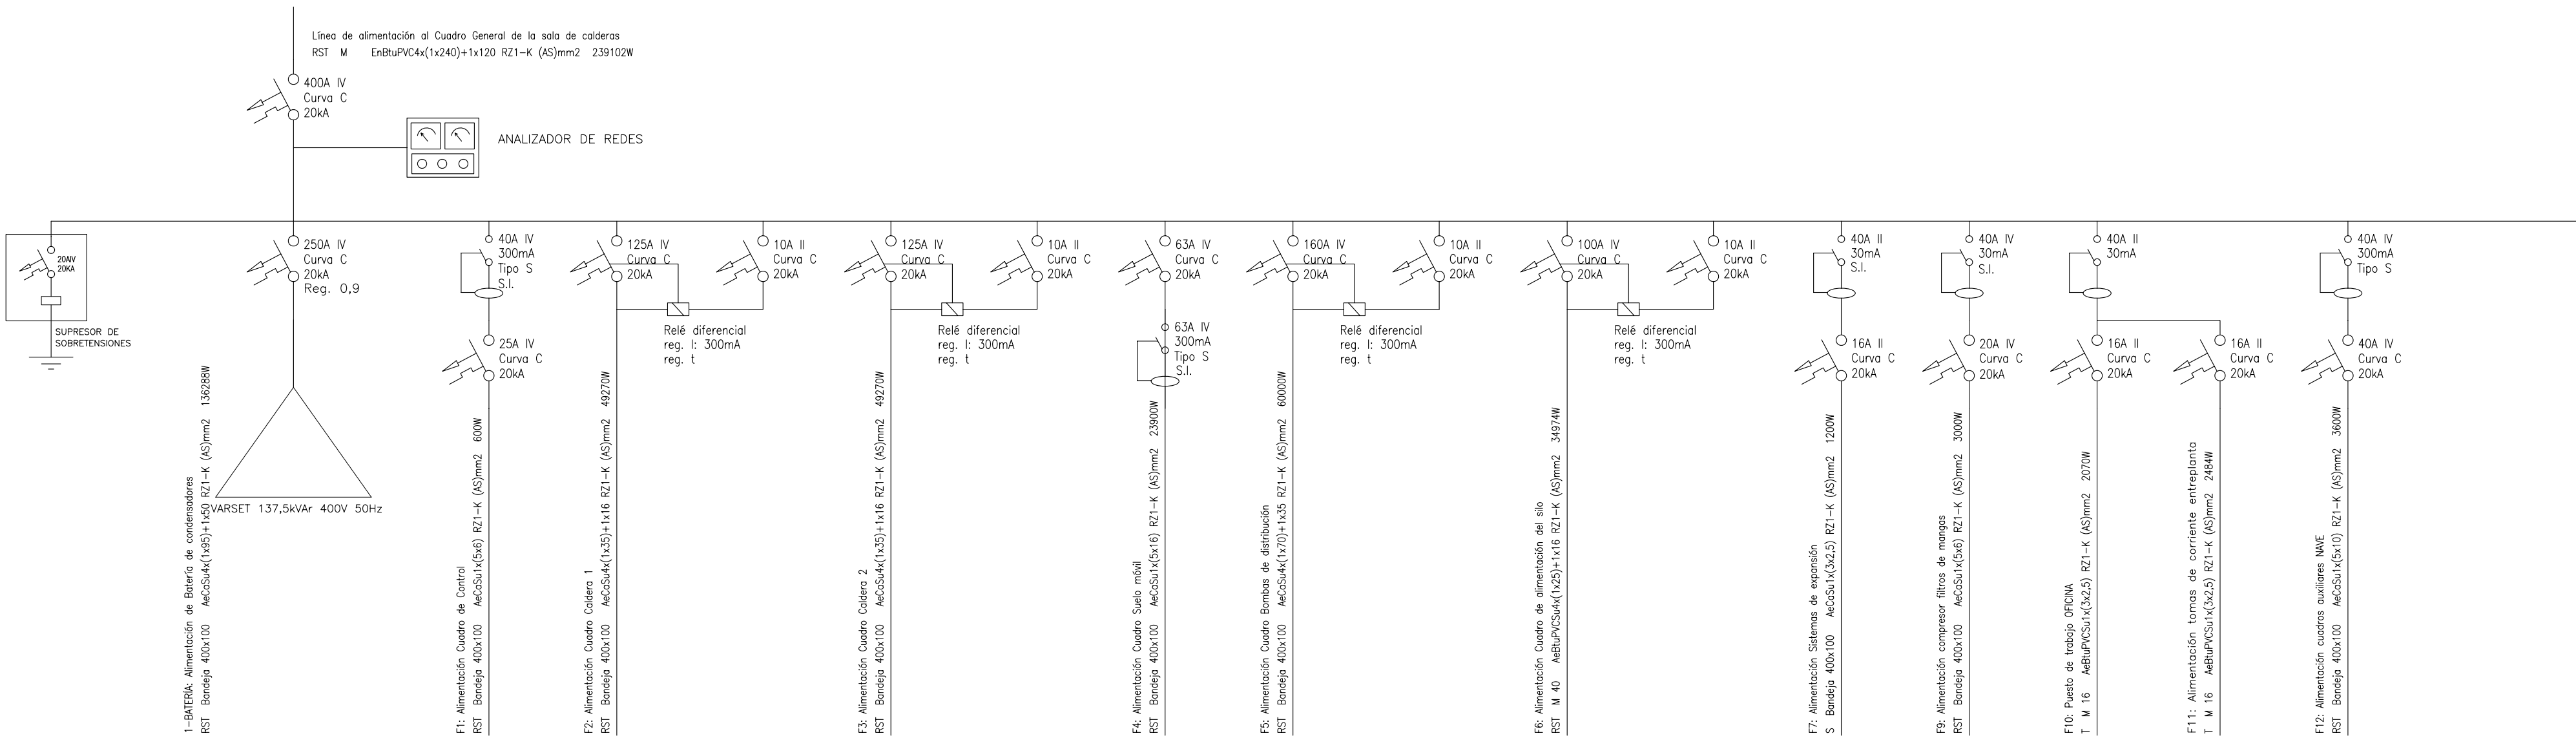 Línea de alimentación al Cuadro General de la sala de calderas
RST M EnBtuPVC4x(1x240)+1x120 RZ1-K (AS)mm2 239102W
400A IV
Curva C
20kA
ANALIZADOR DE REDES
20AIV
20KA
SUPRESOR DE
SOBRETENSIONES
250A IV
Curva C
20kA
Reg. 0,9
VARSET 137,5kVAr 400V 50Hz
1-BATERÍA: Alimentación de Batería de condensadores
RST Bandeja 400x100 AeCaSu4x(1x95)+1x50 RZ1-K (AS)mm2 136288W
40A IV
300mA
Tipo S
S.I.
25A IV
Curva C
20kA
F1: Alimentación Cuadro de Control
RST Bandeja 400x100 AeCaSu1x(5x6) RZ1-K (AS)mm2 600W
125A IV
Curva C
20kA
10A II
Curva C
20kA
Relé diferencial
reg. I: 300mA
reg. t
F2: Alimentación Cuadro Caldera 1
RST Bandeja 400x100 AeCaSu4x(1x35)+1x16 RZ1-K (AS)mm2 49270W
125A IV
Curva C
20kA
10A II
Curva C
20kA
Relé diferencial
reg. I: 300mA
reg. t
F3: Alimentación Cuadro Caldera 2
RST Bandeja 400x100 AeCaSu4x(1x35)+1x16 RZ1-K (AS)mm2 49270W
63A IV
Curva C
20kA
63A IV
300mA
Tipo S
S.I.
F4: Alimentación Cuadro Suelo móvil
RST Bandeja 400x100 AeCaSu1x(5x16) RZ1-K (AS)mm2 23900W
160A IV
Curva C
20kA
10A II
Curva C
20kA
Relé diferencial
reg. I: 300mA
reg. t
F5: Alimentación Cuadro Bombas de distribución
RST Bandeja 400x100 AeCaSu4x(1x70)+1x35 RZ1-K (AS)mm2 60000W
100A IV
Curva C
20kA
10A II
Curva C
20kA
Relé diferencial
reg. I: 300mA
reg. t
F6: Alimentación Cuadro de alimentación del silo
RST M 40 AeBtuPVCSu4x(1x25)+1x16 RZ1-K (AS)mm2 34974W
40A II
30mA
S.I.
16A II
Curva C
20kA
F7: Alimentación Sistemas de expansión
S Bandeja 400x100 AeCaSu1x(3x2,5) RZ1-K (AS)mm2 1200W
40A IV
30mA
S.I.
20A IV
Curva C
20kA
F9: Alimentación compresor filtros de mangas
RST Bandeja 400x100 AeCaSu1x(5x6) RZ1-K (AS)mm2 3000W
40A II
30mA
16A II
Curva C
20kA
F10: Puesto de trabajo OFICINA
T M 16 AeBtuPVCSu1x(3x2,5) RZ1-K (AS)mm2 2070W
16A II
Curva C
20kA
F11: Alimentación tomas de corriente entreplanta
T M 16 AeBtuPVCSu1x(3x2,5) RZ1-K (AS)mm2 2484W
40A IV
300mA
Tipo S
40A IV
Curva C
20kA
F12: Alimentación cuadros auxiliares NAVE
RST Bandeja 400x100 AeCaSu1x(5x10) RZ1-K (AS)mm2 3600W